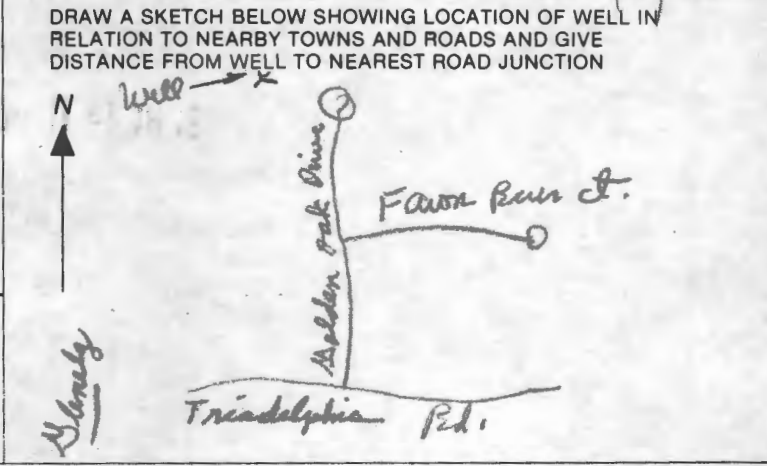 DRAW A SKETCH BELOW SHOWING LOCATION OF WELL IN
RELATION TO NEARBY TOWNS AND ROADS AND GIVE
DISTANCE FROM WELL TO NEAREST ROAD JUNCTION
N
Well x
Golden Oak Drive
Fawn Run Ct.
Glenelg
Triadelphia Rd.